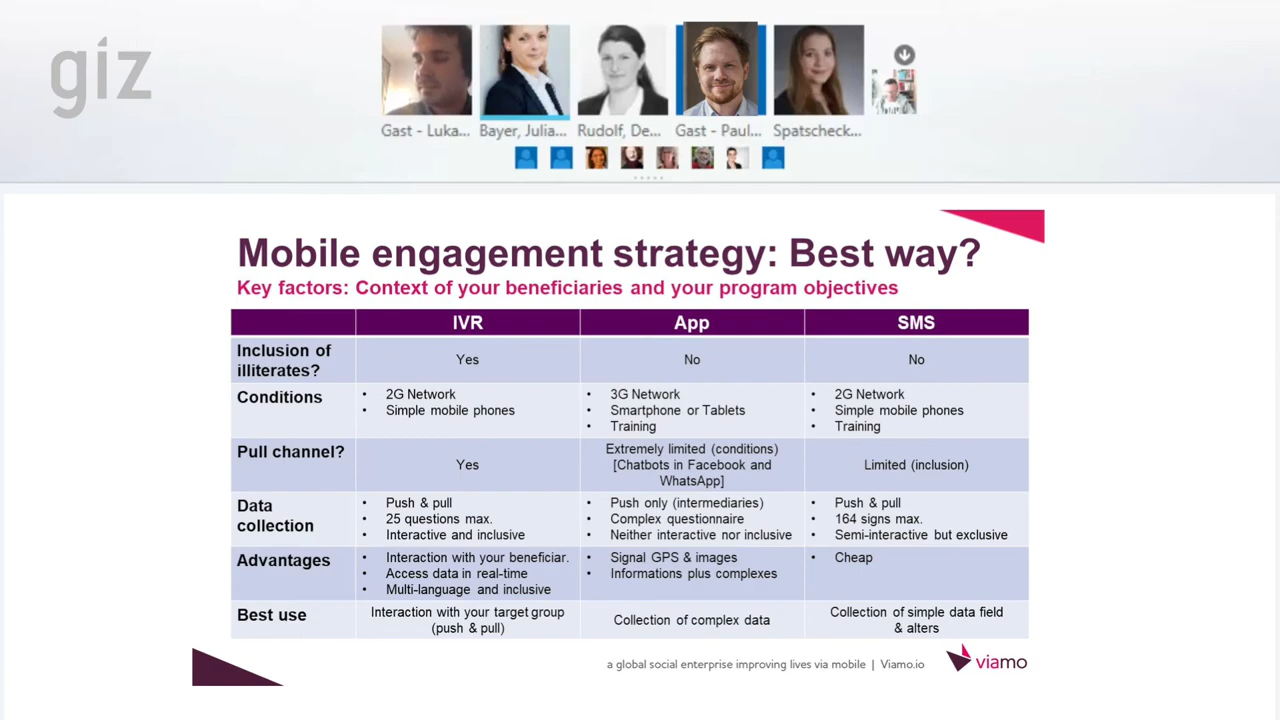 giz
Gast - Luka...
Bayer, Julia...
Rudolf, De...
Gast - Paul...
Spatscheck...
Mobile engagement strategy: Best way?
Key factors: Context of your beneficiaries and your program objectives
IVR
App
SMS
Inclusion of
illiterates?
Yes
No
No
Conditions
• 2G Network
• Simple mobile phones
• 3G Network
• Smartphone or Tablets
• Training
• 2G Network
• Simple mobile phones
• Training
Pull channel?
Yes
Extremely limited (conditions)
[Chatbots in Facebook and
WhatsApp]
Limited (inclusion)
Data
collection
• Push & pull
• 25 questions max.
• Interactive and inclusive
• Push only (intermediaries)
• Complex questionnaire
• Neither interactive nor inclusive
• Push & pull
• 164 signs max.
• Semi-interactive but exclusive
Advantages
• Interaction with your beneficiar.
• Access data in real-time
• Multi-language and inclusive
• Signal GPS & images
• Informations plus complexes
• Cheap
Best use
Interaction with your target group
(push & pull)
Collection of complex data
Collection of simple data field
& alters
a global social enterprise improving lives via mobile | Viamo.io
viamo